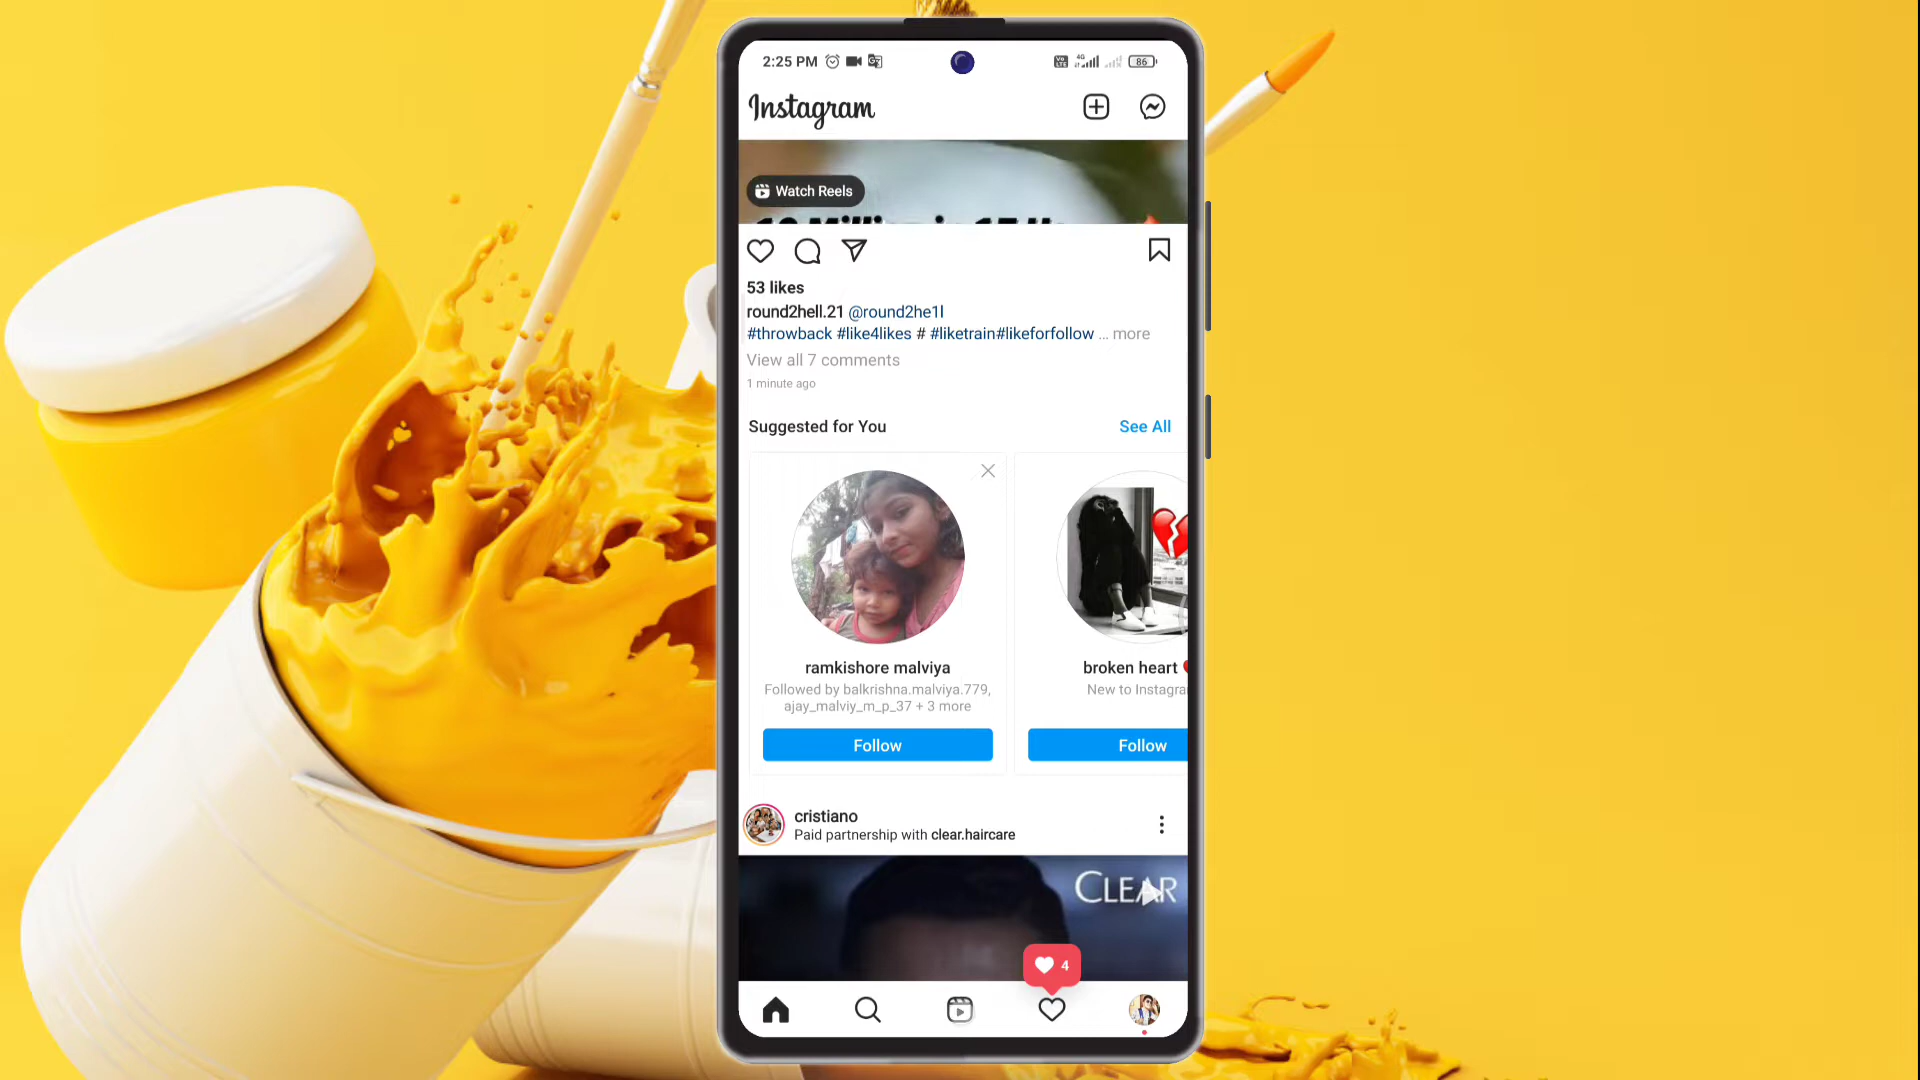 2:25 PM
86
Instagram
Watch Reels
53 likes
round2hell.21 @round2he1l
#throwback #like4likes # #liketrain#likeforfollow ... more
View all 7 comments
1 minute ago
Suggested for You See All
ramkishore malviya
Followed by balkrishna.malviya.779,
ajay_malviy_m_p_37 + 3 more
Follow
broken heart
New to Instagra
Follow
cristiano
Paid partnership with clear.haircare
CLEAR
4